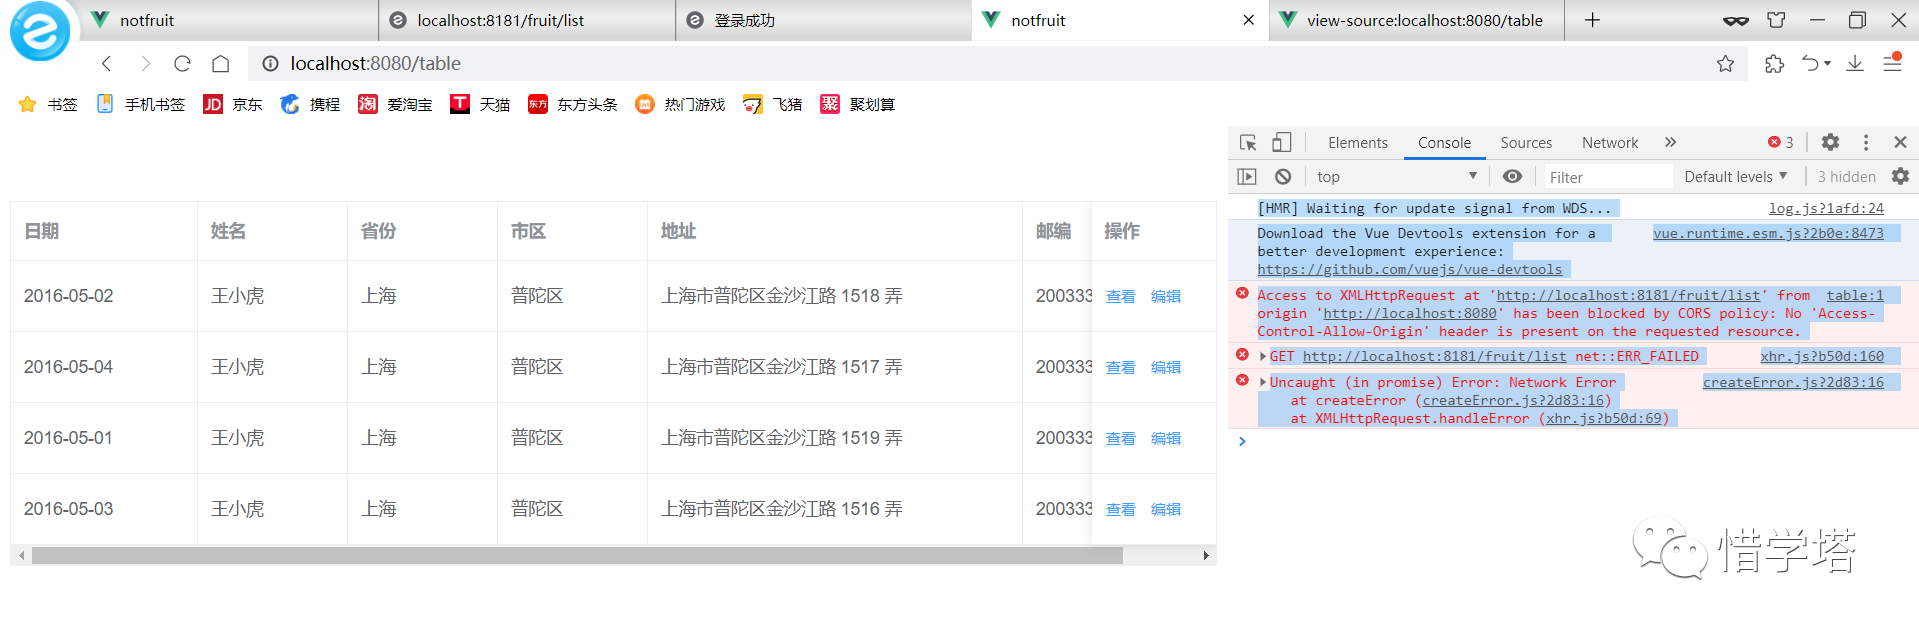 notfruit
localhost:8181/fruit/list
登录成功
notfruit
view-source:localhost:8080/table
localhost:8080/table
书签 手机书签 JD 京东 携程 淘 爱淘宝 T 天猫 东方 东方头条 热门游戏 飞猪 聚 聚划算
Elements Console Sources Network 3
top Filter Default levels 3 hidden
[HMR] Waiting for update signal from WDS... log.js?1afd:24
Download the Vue Devtools extension for a vue.runtime.esm.js?2b0e:8473
better development experience:
https://github.com/vuejs/vue-devtools
Access to XMLHttpRequest at 'http://localhost:8181/fruit/list' from table:1
origin 'http://localhost:8080' has been blocked by CORS policy: No 'Access-
Control-Allow-Origin' header is present on the requested resource.
GET http://localhost:8181/fruit/list net::ERR_FAILED xhr.js?b50d:160
Uncaught (in promise) Error: Network Error createError.js?2d83:16
at createError (createError.js?2d83:16)
at XMLHttpRequest.handleError (xhr.js?b50d:69)
日期 姓名 省份 市区 地址 邮编 操作
2016-05-02 王小虎 上海 普陀区 上海市普陀区金沙江路 1518 弄 200333 查看 编辑
2016-05-04 王小虎 上海 普陀区 上海市普陀区金沙江路 1517 弄 200333 查看 编辑
2016-05-01 王小虎 上海 普陀区 上海市普陀区金沙江路 1519 弄 200333 查看 编辑
2016-05-03 王小虎 上海 普陀区 上海市普陀区金沙江路 1516 弄 200333 查看 编辑
惜学塔